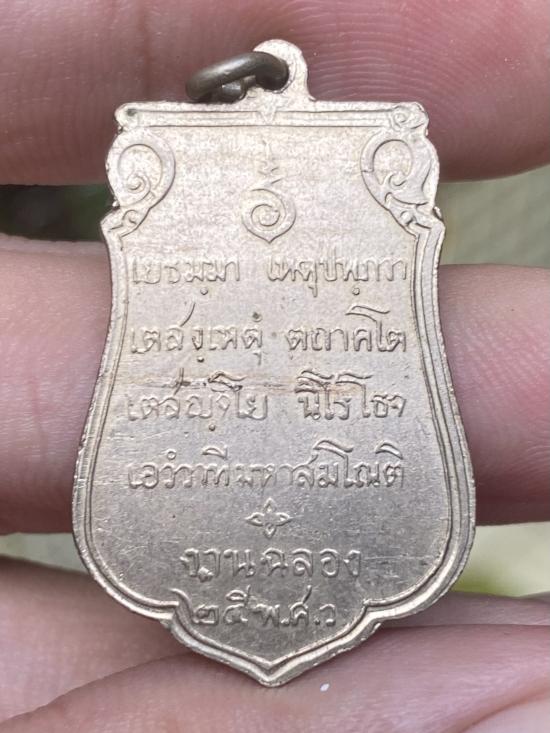 เยธมฺมา เหตุปฺพภวา
เตสํเหตุํ ตถาคโต
เตสญฺจโย นิโรโธจ
เอวํวาทีมหาสมโณติ
งานฉลอง
๒๕ พ.ศ.ว